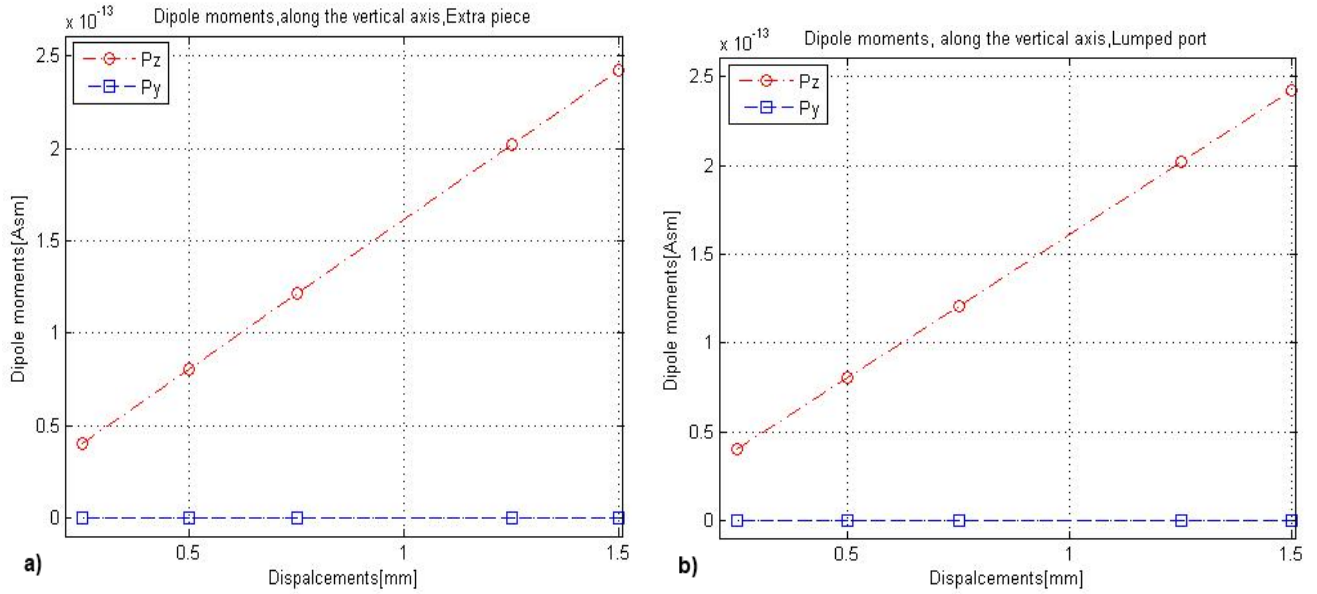 x 10^-13
Dipole moments,along the vertical axis,Extra piece
Pz
Py
2.5
2
1.5
1
0.5
0
Dipole moments[Asm]
0.5
1
1.5
Dispalcements[mm]
a)
x 10^-13
Dipole moments, along the vertical axis,Lumped port
Pz
Py
2.5
2
1.5
1
0.5
0
Dipole moments[Asm]
0.5
1
1.5
Dispalcements[mm]
b)